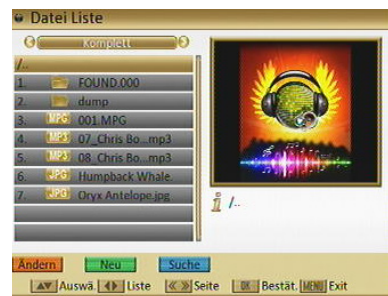 Datei Liste
Komplett
/..
1. FOUND.000
2. dump
3. MPG 001.MPG
4. MP3 07_Chris Bo...mp3
5. MP3 08_Chris Bo...mp3
6. JPG Humpback Whale.
7. JPG Oryx Antelope.jpg
i /..
Ändern Neu Suche
Auswä. Liste Seite OK Bestät. MENU Exit